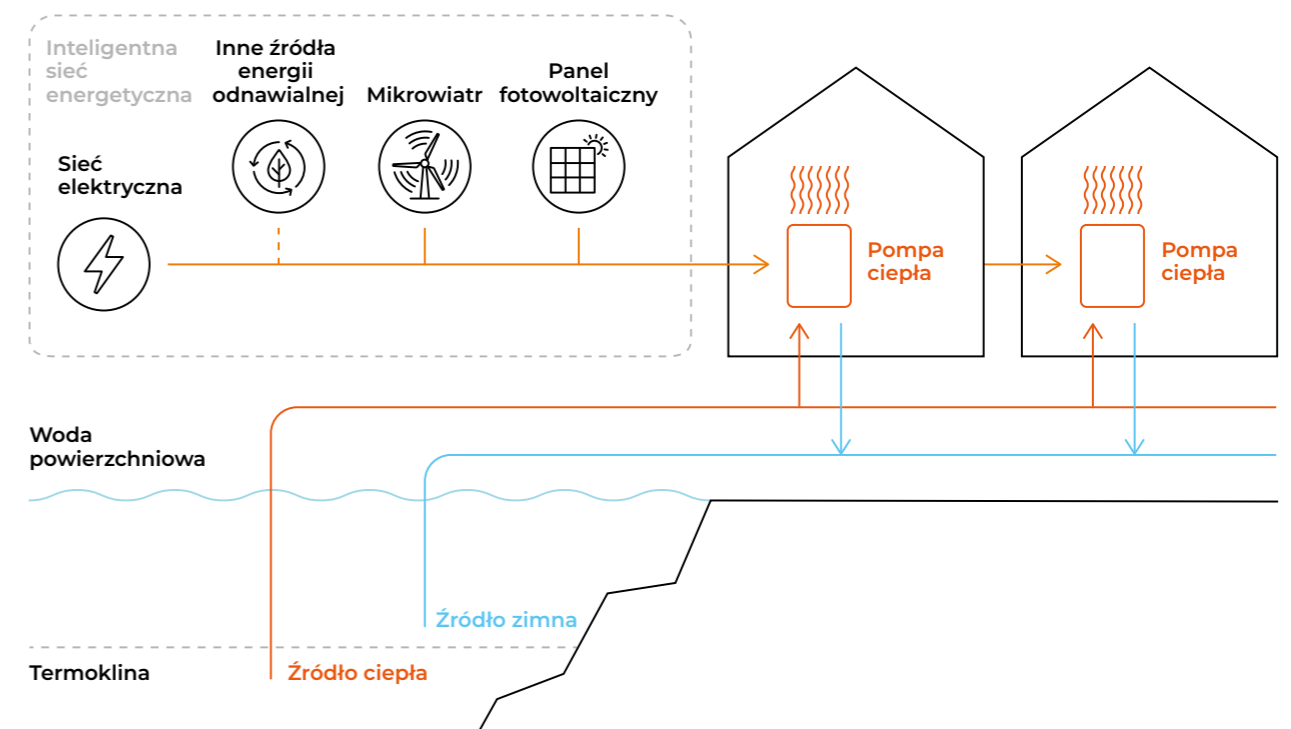 Inteligentna
sieć
energetyczna
Inne źródła
energii
odnawialnej
Mikrowiatr
Panel
fotowoltaiczny
Sieć
elektryczna
Pompa
ciepła
Pompa
ciepła
Woda
powierzchniowa
Źródło zimna
Termoklina
Źródło ciepła